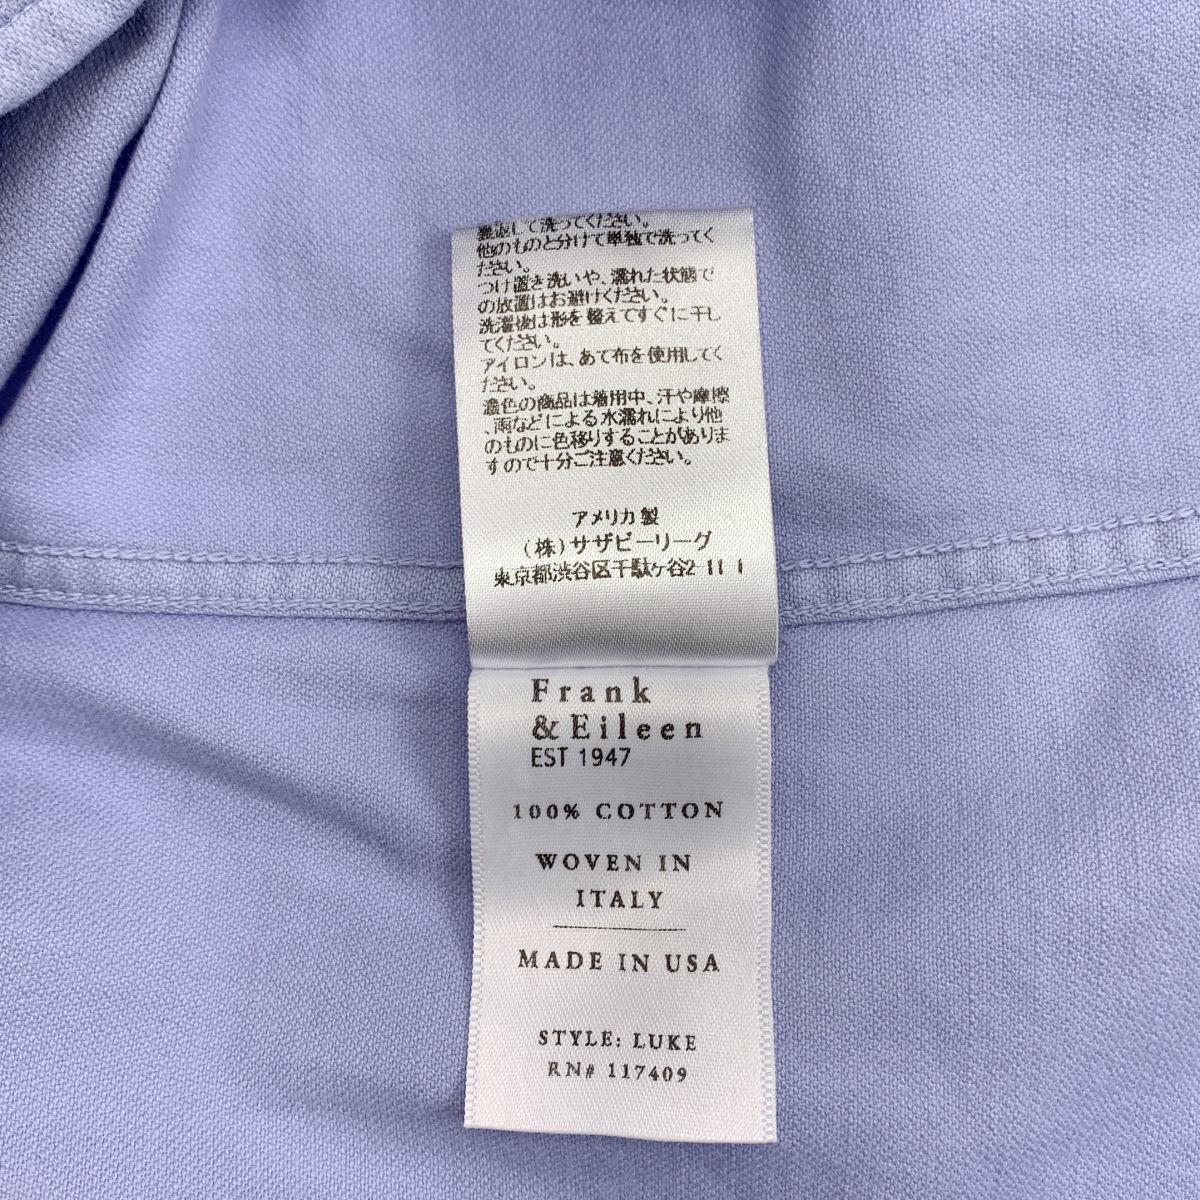 裏返して洗ってください。
他のものと分けて単独で洗ってく
ださい。
つけ置き洗いや、濡れた状態で
の放置はお避けください。
洗濯後は形を整えてすぐに干し
てください。
アイロンは、あて布を使用してく
ださい。
濃色の商品は着用中、汗や摩擦
、雨などによる水濡れにより他
のものに色移りすることがありま
すので十分ご注意ください。
アメリカ製
(株)サザビーリーグ
東京都渋谷区千駄ヶ谷2 11 1
Frank
& Eileen
EST 1947
100% COTTON
WOVEN IN
ITALY
MADE IN USA
STYLE: LUKE
RN# 117409